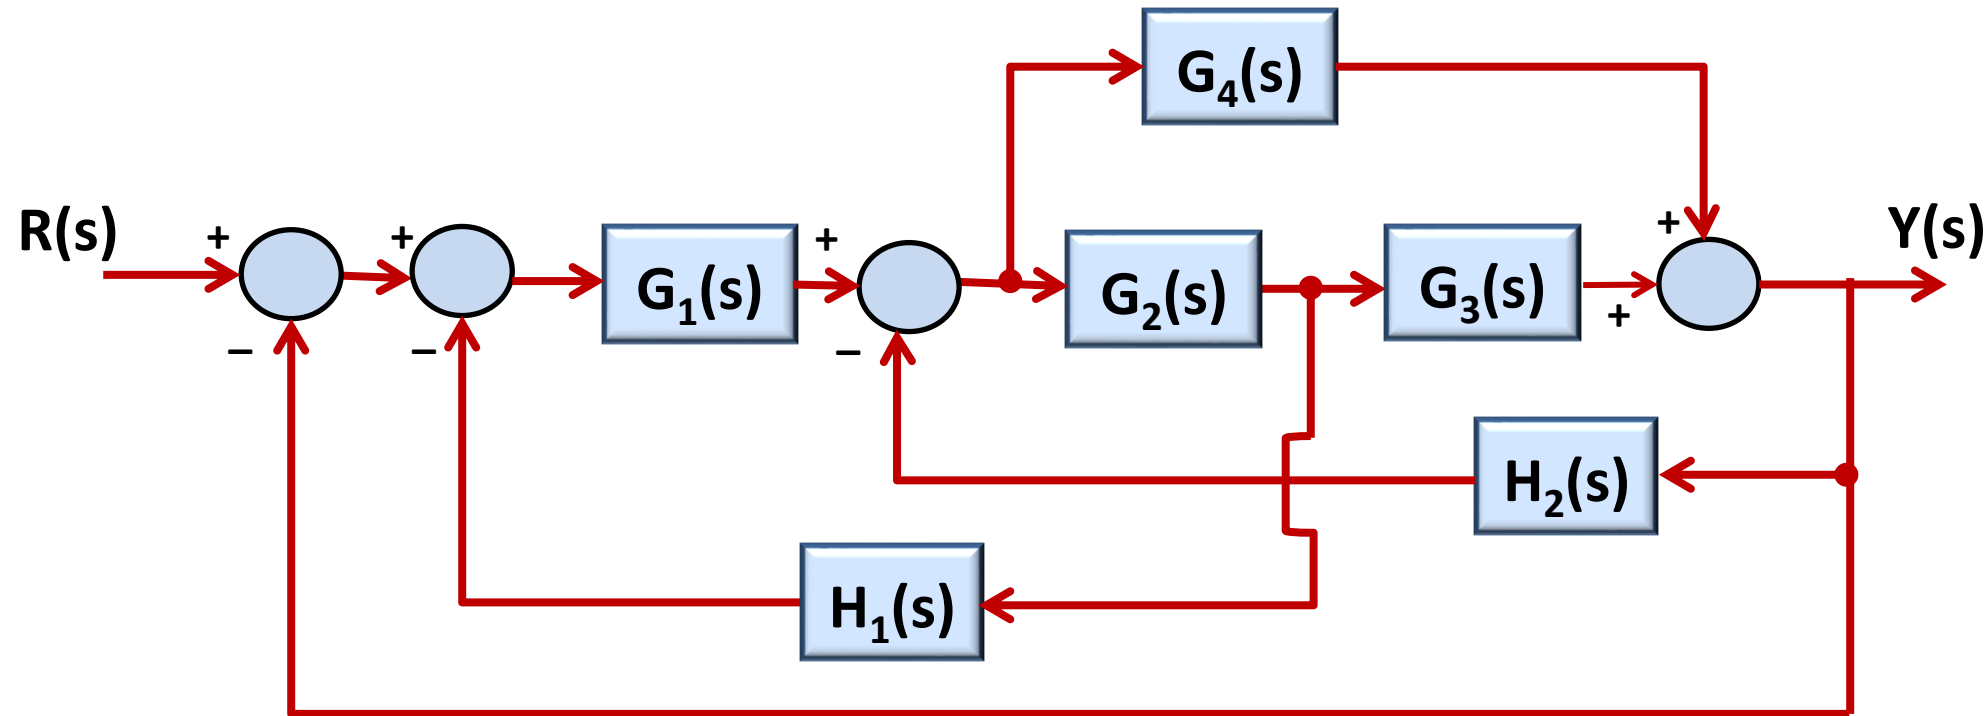 G₄(s)
R(s)
+
+
+
+
Y(s)
G₁(s)
G₂(s)
G₃(s)
+
−
−
−
H₂(s)
H₁(s)